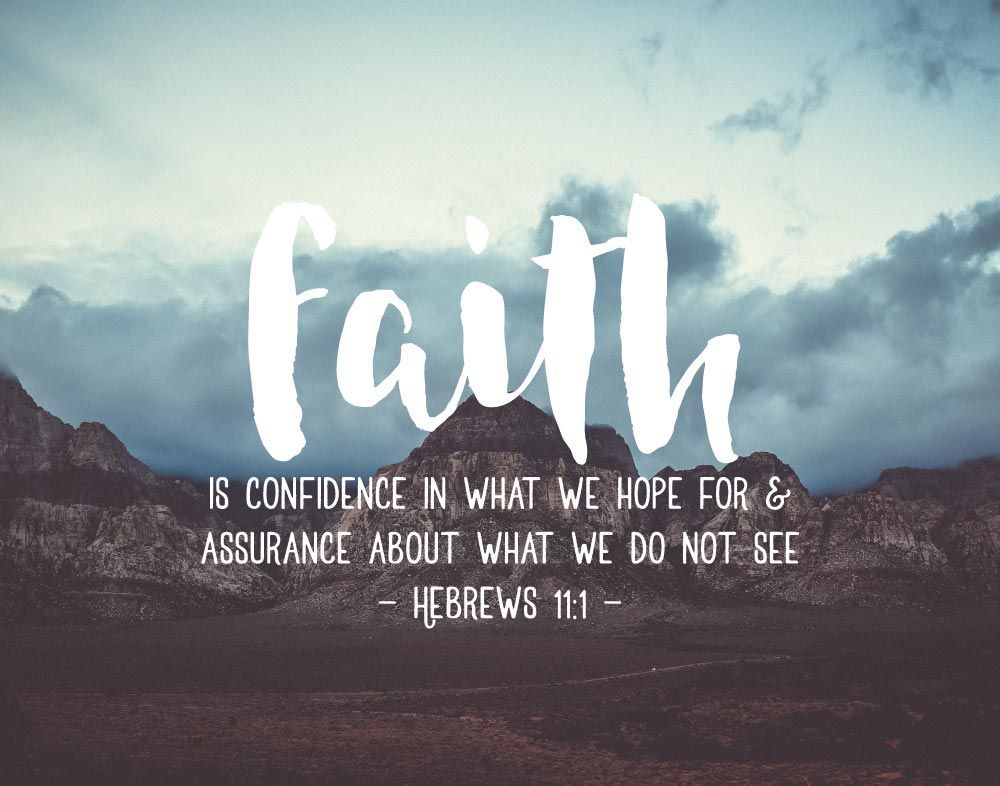 faith
IS CONFIDENCE IN WHAT WE HOPE FOR &
ASSURANCE ABOUT WHAT WE DO NOT SEE
– HEBREWS 11:1 –